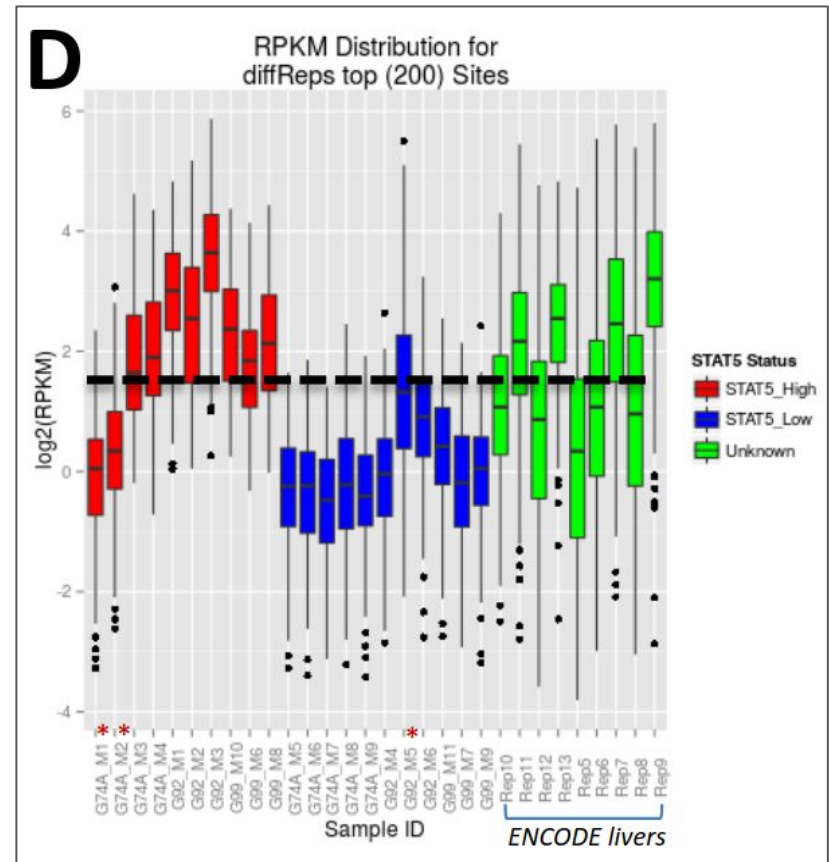 D
RPKM Distribution for
diffReps top (200) Sites
log2(RPKM)
6
4
2
0
-2
-4
STAT5 Status
STAT5_High
STAT5_Low
Unknown
* * *
G74A_M1
G74A_M2
G74A_M3
G74A_M4
G92_M1
G92_M2
G92_M3
G99_M10
G99_M6
G99_M8
G74A_M5
G74A_M6
G74A_M7
G74A_M8
G74A_M9
G92_M4
G92_M5
G92_M6
G99_M11
G99_M7
G99_M9
Rep10
Rep11
Rep12
Rep13
Rep5
Rep6
Rep7
Rep8
Rep9
Sample ID
ENCODE livers